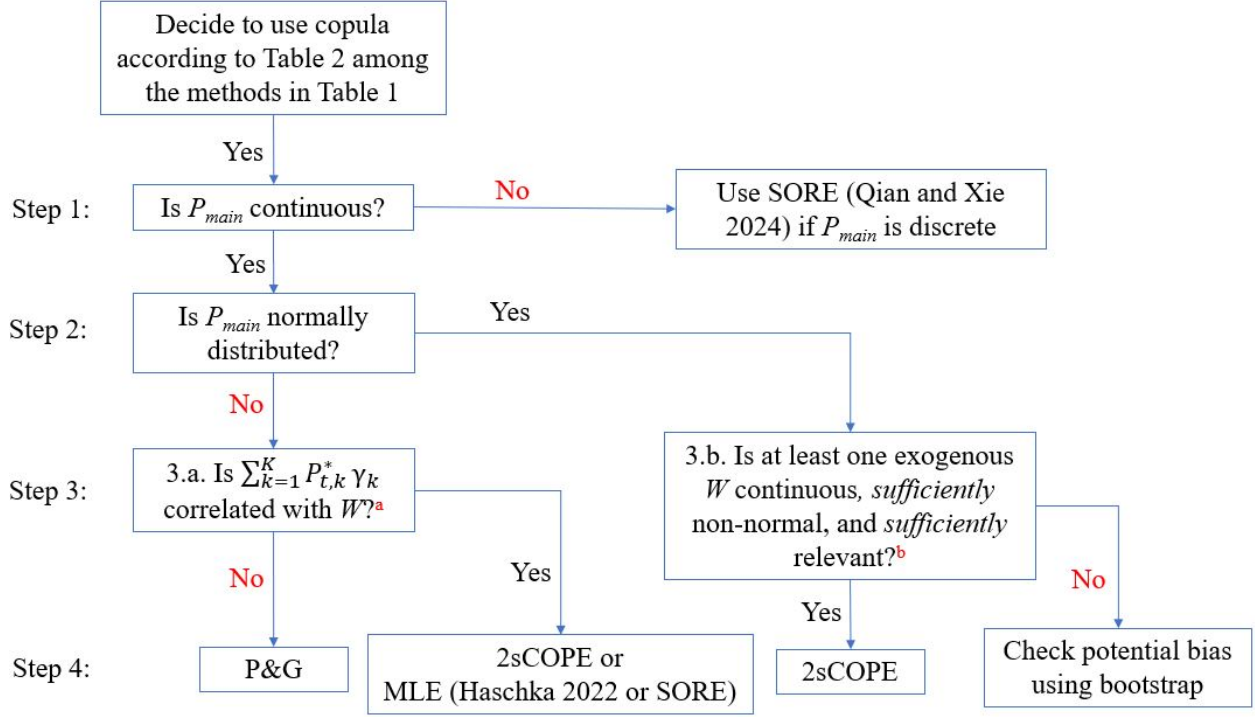 Decide to use copula
according to Table 2 among
the methods in Table 1
Yes
Step 1:
Is P_main continuous?
No
Use SORE (Qian and Xie
2024) if P_main is discrete
Yes
Step 2:
Is P_main normally
distributed?
Yes
No
Step 3:
3.a. Is ∑_{k=1}^{K} P*_{t,k} γ_k
correlated with W?ᵃ
3.b. Is at least one exogenous
W continuous, sufficiently
non-normal, and sufficiently
relevant?ᵇ
No
Yes
Yes
No
Step 4:
P&G
2sCOPE or
MLE (Haschka 2022 or SORE)
2sCOPE
Check potential bias
using bootstrap